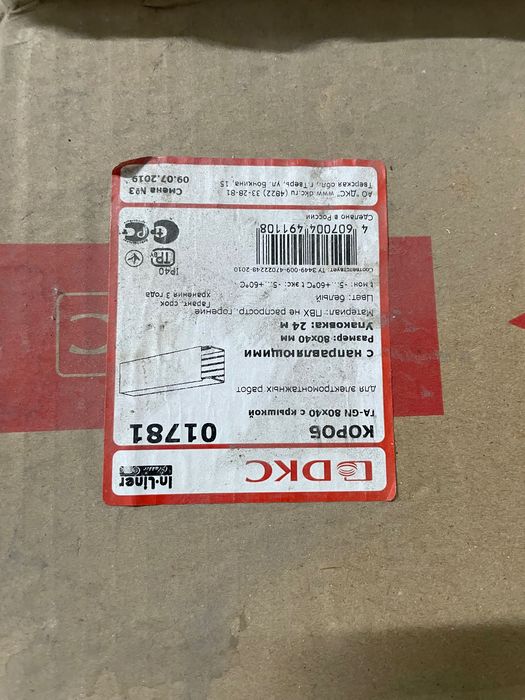 DKC
In-Liner
КОРОБ
01781
ТА-GN 80x40 с крышкой
для электромонтажных работ
с направляющими
Размер: 80x40 мм
Упаковка: 24 м
Материал: ПВХ не распростр. горение
Цвет: белый
Гарант. срок
хранения 3 года
t мон: -5.. +60°C t экс: -5...+60°C
IP40
Соответствует: ТУ 3449-009-47022248-2010
4 607004 491108
Сделано в России
АО "ДКС" www.dkc.ru (4822) 33-28-81
Тверская обл., г.Тверь, ул. Бочкина, 15
Смена №3
09.07.2019